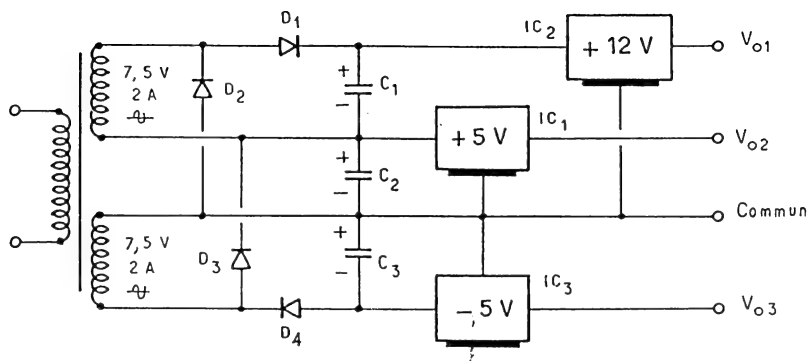 D1
IC2
+ 12 V
Vo1
7,5 V
2 A
D2
+
C1
-
+ 5 V
IC1
Vo2
+
C2
-
Commun
7,5 V
2 A
D3
+
C3
-
IC3
-, 5 V
Vo3
D4